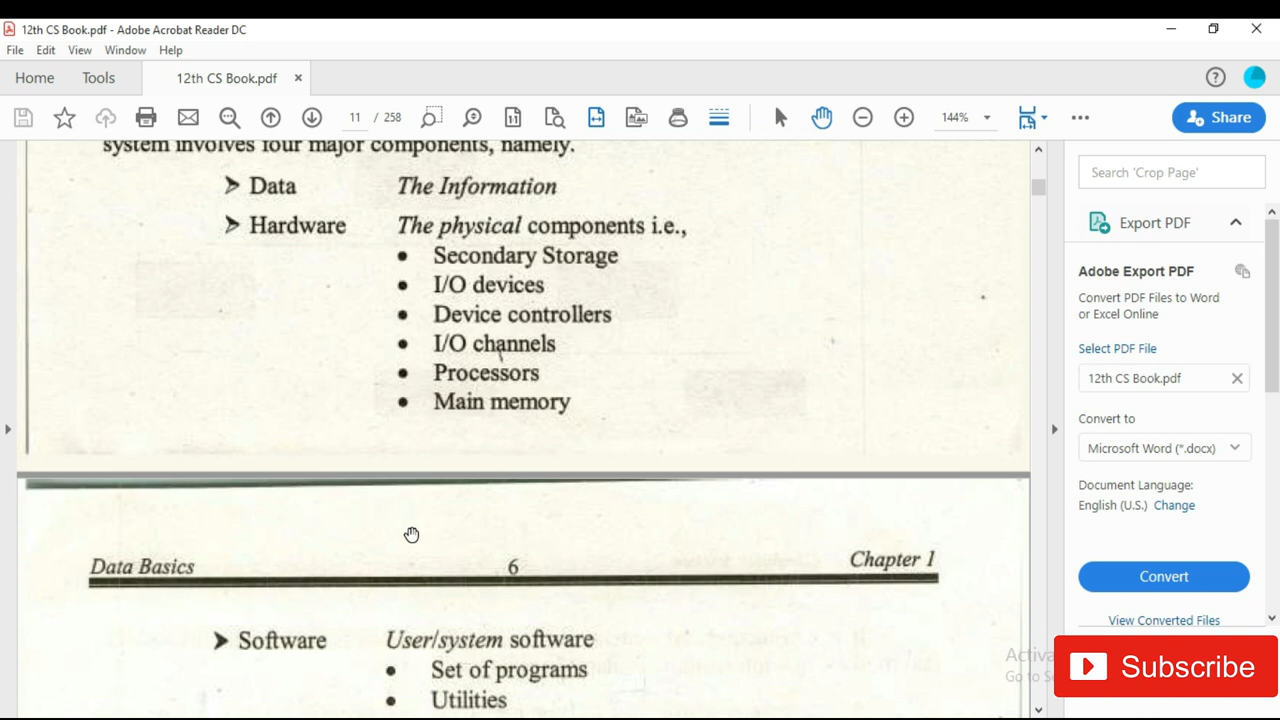 12th CS Book.pdf - Adobe Acrobat Reader DC
File Edit View Window Help
Home Tools 12th CS Book.pdf ×
11 / 258 144% Share
system involves four major components, namely.
➢ Data The Information
➢ Hardware The physical components i.e.,
• Secondary Storage
• I/O devices
• Device controllers
• I/O channels
• Processors
• Main memory
Data Basics 6 Chapter 1
➢ Software User/system software
• Set of programs
• Utilities
Search 'Crop Page'
Export PDF
Adobe Export PDF
Convert PDF Files to Word
or Excel Online
Select PDF File
12th CS Book.pdf
Convert to
Microsoft Word (*.docx)
Document Language:
English (U.S.) Change
Convert
View Converted Files
Activa
Go to Se
Subscribe